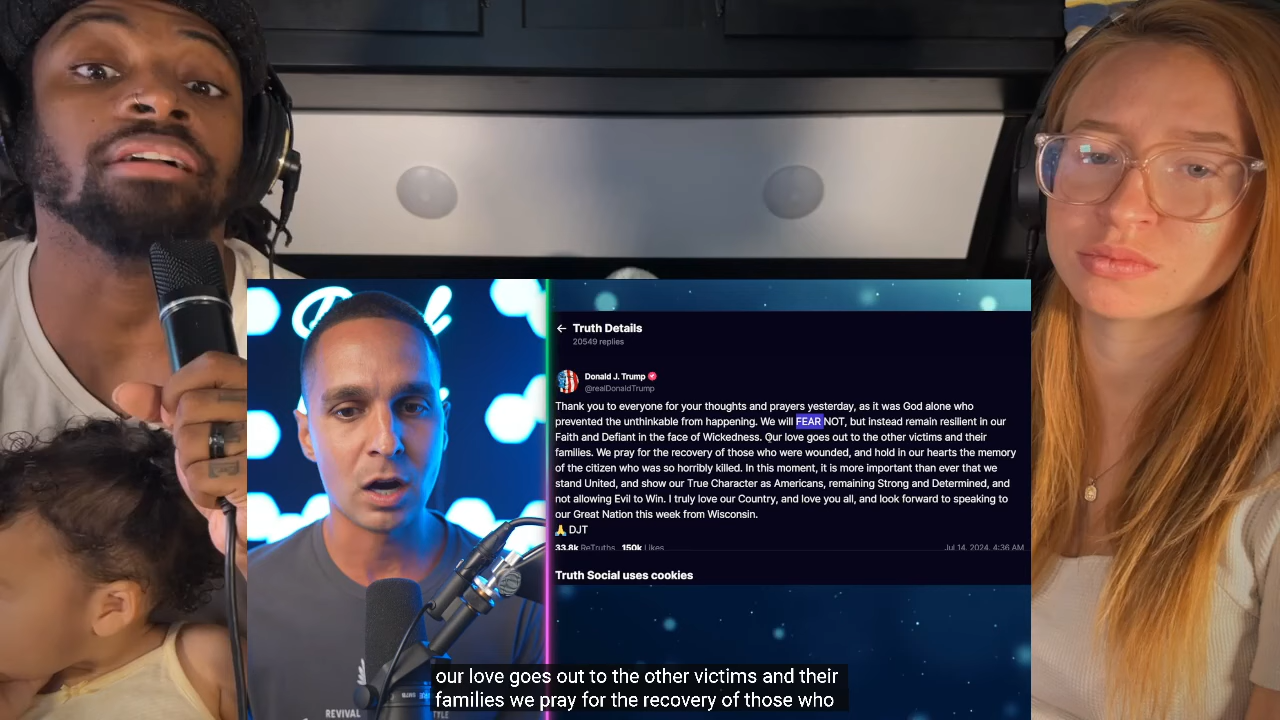 Truth Details
20549 replies
Donald J. Trump
@realDonaldTrump
Thank you to everyone for your thoughts and prayers yesterday, as it was God alone who
prevented the unthinkable from happening. We will FEAR NOT, but instead remain resilient in our
Faith and Defiant in the face of Wickedness. Our love goes out to the other victims and their
families. We pray for the recovery of those who were wounded, and hold in our hearts the memory
of the citizen who was so horribly killed. In this moment, it is more important than ever that we
stand United, and show our True Character as Americans, remaining Strong and Determined, and
not allowing Evil to Win. I truly love our Country, and love you all, and look forward to speaking to
our Great Nation this week from Wisconsin.
🙏 DJT
33.8k ReTruths 150k Likes Jul 14, 2024, 4:36 AM
Truth Social uses cookies
our love goes out to the other victims and their
families we pray for the recovery of those who
REVIVAL